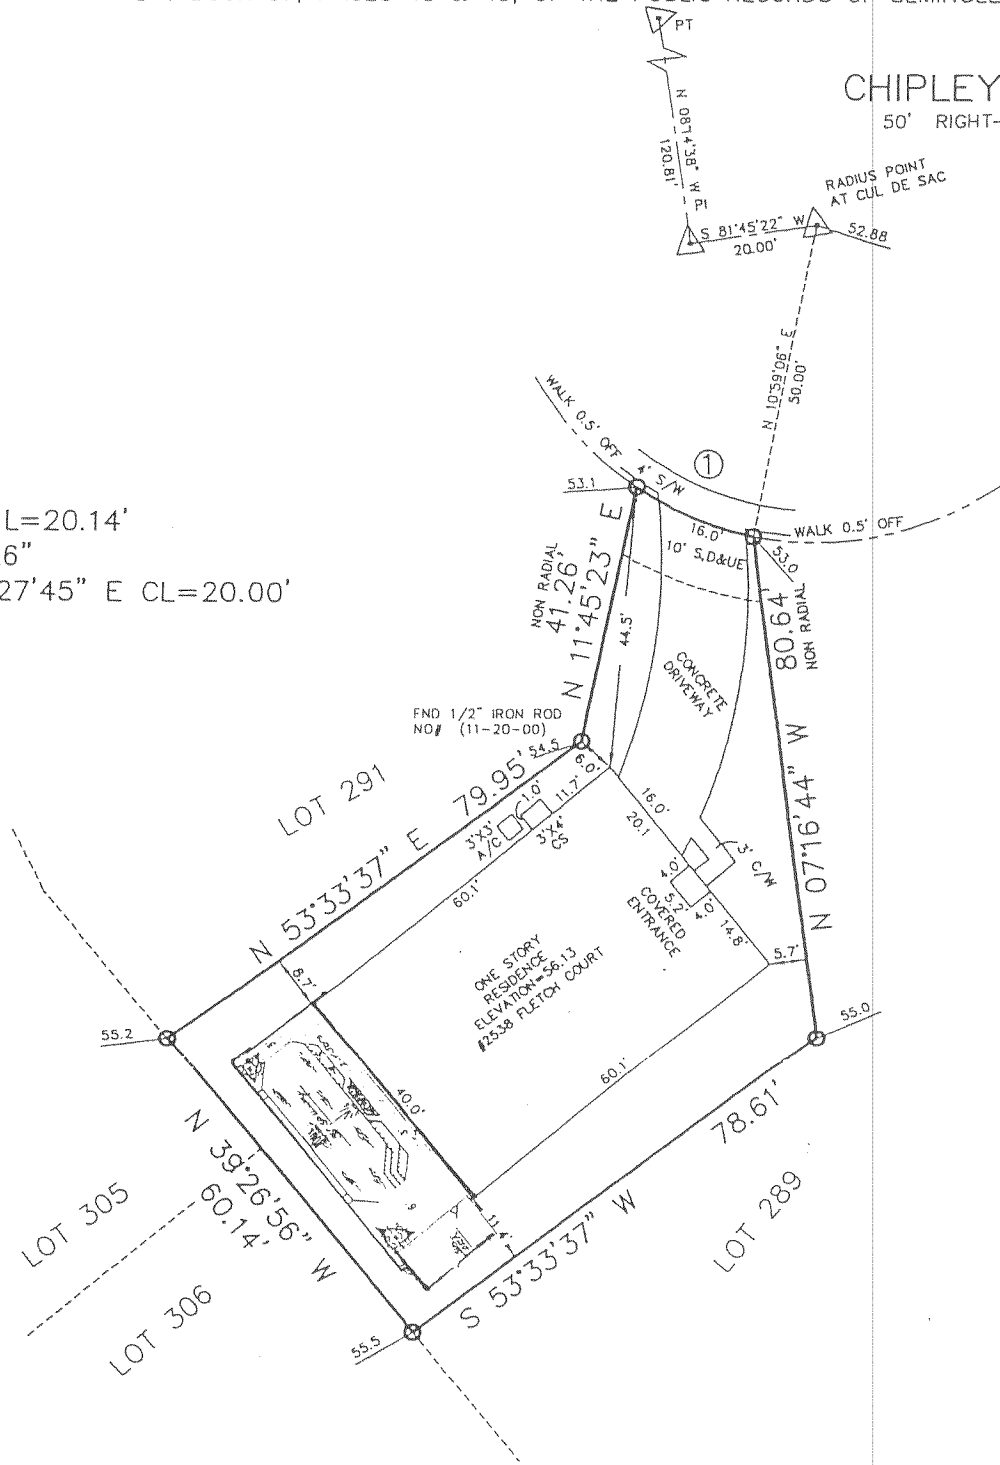 PT
CHIPLEY
50' RIGHT-
N 08°14'38" W
120.81'
PI
RADIUS POINT
AT CUL DE SAC
S 81°45'22" W
20.00'
52.88
N 10°59'06" E
50.00'
WALK 0.5' OFF
4' S/W
1
53.1
16.0'
WALK 0.5' OFF
10' S,D&UE
53.0
L=20.14'
6"
27'45" E CL=20.00'
NON RADIAL
41.26'
N 11°45'23" E
44.5'
80.64'
NON RADIAL
N 07°16'44" W
CONCRETE
DRIVEWAY
FND 1/2" IRON ROD
NO# (11-20-00)
54.5
6.0'
LOT 291
79.95'
N 53°33'37" E
1.0'
11.7'
3'X3'
A/C
3'X4'
CS
16.0'
20.1
3' C/W
4.0'
5.2'
4.0'
COVERED
ENTRANCE
14.8'
5.7'
60.1'
8.7'
ONE STORY
RESIDENCE
ELEVATION=56.13
#2538 FLETCH COURT
55.2
55.0
60.1'
40.0'
78.61'
N 39°26'56" W
60.14'
LOT 305
LOT 306
LOT 289
S 53°33'37" W
55.5